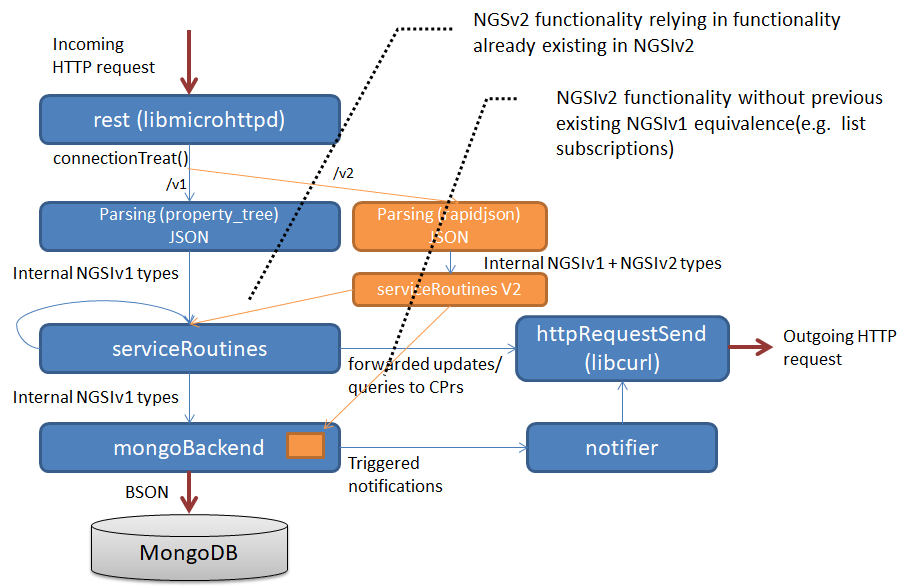 NGSv2 functionality relying in functionality
already existing in NGSIv2
Incoming
HTTP request
NGSIv2 functionality without previous
existing NGSIv1 equivalence(e.g. list
subscriptions)
rest (libmicrohttpd)
connectionTreat()
/v1
/v2
Parsing (property_tree)
JSON
Parsing (rapidjson)
JSON
Internal NGSIv1 types
Internal NGSIv1 + NGSIv2 types
serviceRoutines V2
serviceRoutines
httpRequestSend
(libcurl)
Outgoing HTTP
request
forwarded updates/
queries to CPrs
Internal NGSIv1 types
mongoBackend
notifier
Triggered
notifications
BSON
MongoDB